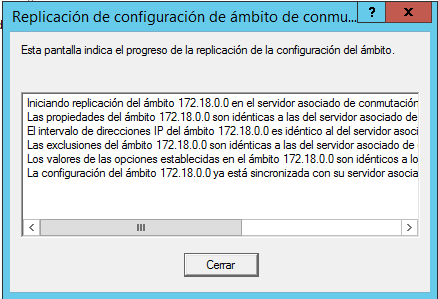 Replicación de configuración de ámbito de conmu...
?
x
Esta pantalla indica el progreso de la replicación de la configuración del ámbito.
Iniciando replicación del ámbito 172.18.0.0 en el servidor asociado de conmutación
Las propiedades del ámbito 172.18.0.0 son idénticas a las del servidor asociado de
El intervalo de direcciones IP del ámbito 172.18.0.0 es idéntico al del servidor asoci
Las exclusiones del ámbito 172.18.0.0 son idénticas a las del servidor asociado de
Los valores de las opciones establecidas en el ámbito 172.18.0.0 son idénticos a lo
La configuración del ámbito 172.18.0.0 ya está sincronizada con su servidor asocia
Cerrar